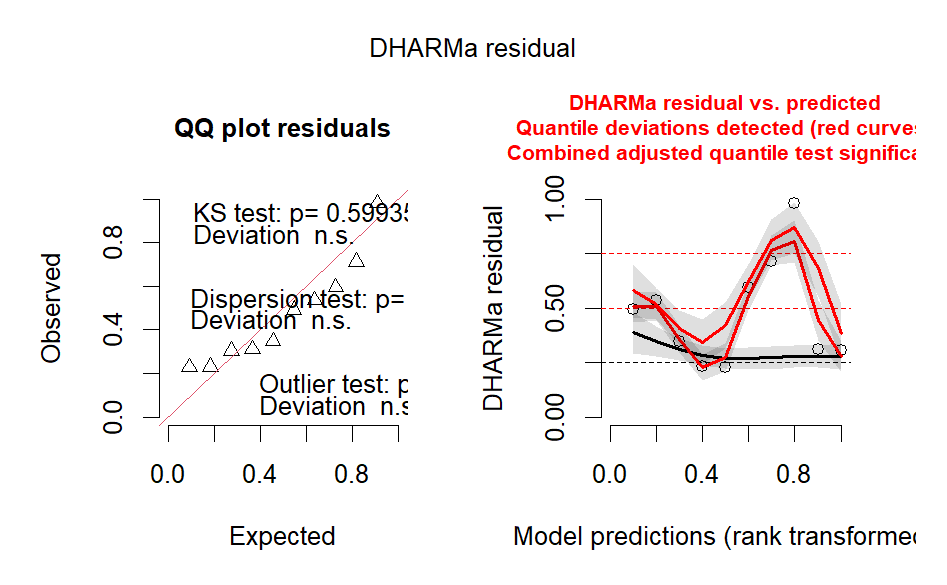 DHARMa residual
QQ plot residuals
KS test: p= 0.59935
Deviation n.s.
Dispersion test: p=
Deviation n.s.
Outlier test: p
Deviation n.s
Observed
0.0
0.4
0.8
0.0
0.4
0.8
Expected
DHARMa residual vs. predicted
Quantile deviations detected (red curves
Combined adjusted quantile test significa
DHARMa residual
0.00
0.50
1.00
0.0
0.4
0.8
Model predictions (rank transformed